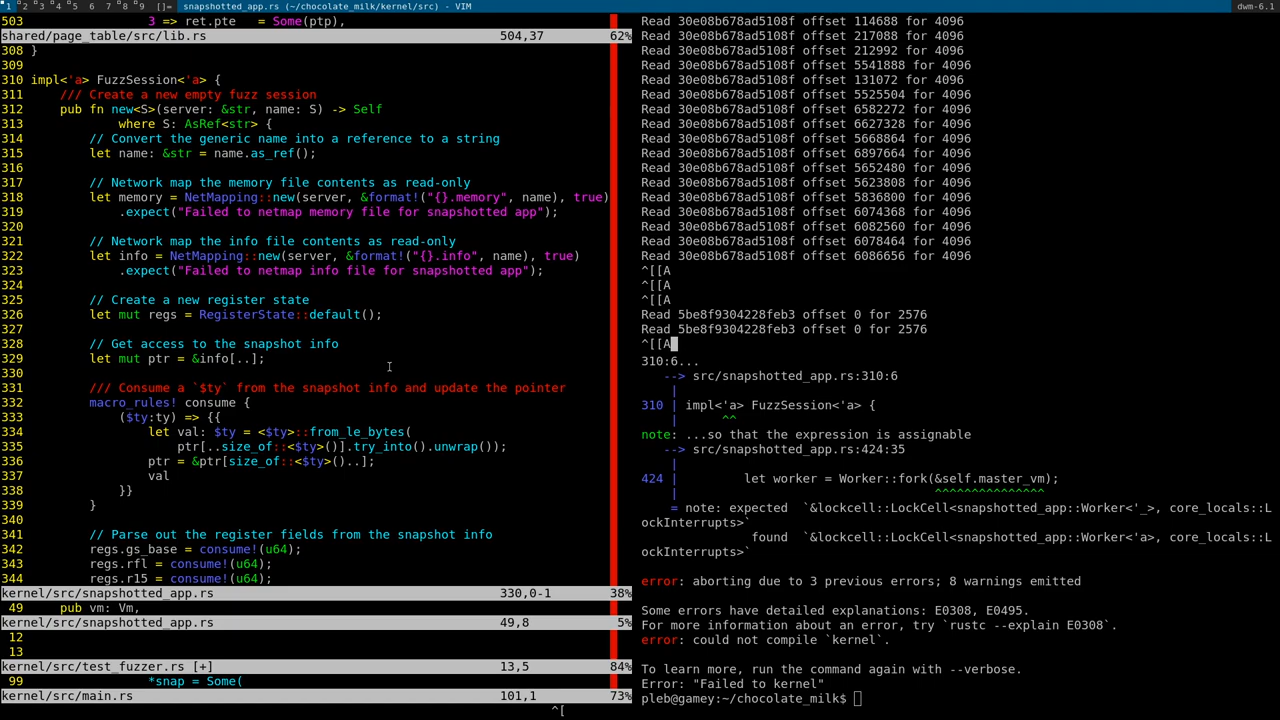 1 2 3 4 5 6 7 8 9 []= snapshotted_app.rs (~/chocolate_milk/kernel/src) - VIM dwm-6.1
503                 3 => ret.pte   = Some(ptp),
shared/page_table/src/lib.rs 504,37 62%
308 }
309
310 impl<'a> FuzzSession<'a> {
311     /// Create a new empty fuzz session
312     pub fn new<S>(server: &str, name: S) -> Self
313             where S: AsRef<str> {
314         // Convert the generic name into a reference to a string
315         let name: &str = name.as_ref();
316
317         // Network map the memory file contents as read-only
318         let memory = NetMapping::new(server, &format!("{}.memory", name), true)
319             .expect("Failed to netmap memory file for snapshotted app");
320
321         // Network map the info file contents as read-only
322         let info = NetMapping::new(server, &format!("{}.info", name), true)
323             .expect("Failed to netmap info file for snapshotted app");
324
325         // Create a new register state
326         let mut regs = RegisterState::default();
327
328         // Get access to the snapshot info
329         let mut ptr = &info[..];
330
331         /// Consume a `$ty` from the snapshot info and update the pointer
332         macro_rules! consume {
333             ($ty:ty) => {{
334                 let val: $ty = <$ty>::from_le_bytes(
335                     ptr[..size_of::<$ty>()].try_into().unwrap());
336                 ptr = &ptr[size_of::<$ty>()..];
337                 val
338             }}
339         }
340
341         // Parse out the register fields from the snapshot info
342         regs.gs_base = consume!(u64);
343         regs.rfl = consume!(u64);
344         regs.r15 = consume!(u64);
kernel/src/snapshotted_app.rs 330,0-1 38%
49     pub vm: Vm,
kernel/src/snapshotted_app.rs 49,8 5%
12
13
kernel/src/test_fuzzer.rs [+] 13,5 84%
99                 *snap = Some(
kernel/src/main.rs 101,1 73%
^[
Read 30e08b678ad5108f offset 114688 for 4096
Read 30e08b678ad5108f offset 217088 for 4096
Read 30e08b678ad5108f offset 212992 for 4096
Read 30e08b678ad5108f offset 5541888 for 4096
Read 30e08b678ad5108f offset 131072 for 4096
Read 30e08b678ad5108f offset 5525504 for 4096
Read 30e08b678ad5108f offset 6582272 for 4096
Read 30e08b678ad5108f offset 6627328 for 4096
Read 30e08b678ad5108f offset 5668864 for 4096
Read 30e08b678ad5108f offset 6897664 for 4096
Read 30e08b678ad5108f offset 5652480 for 4096
Read 30e08b678ad5108f offset 5623808 for 4096
Read 30e08b678ad5108f offset 5836800 for 4096
Read 30e08b678ad5108f offset 6074368 for 4096
Read 30e08b678ad5108f offset 6082560 for 4096
Read 30e08b678ad5108f offset 6078464 for 4096
Read 30e08b678ad5108f offset 6086656 for 4096
^[[A
^[[A
^[[A
Read 5be8f9304228feb3 offset 0 for 2576
Read 5be8f9304228feb3 offset 0 for 2576
^[[A
310:6...
   --> src/snapshotted_app.rs:310:6
    |
310 | impl<'a> FuzzSession<'a> {
    |      ^^
note: ...so that the expression is assignable
   --> src/snapshotted_app.rs:424:35
    |
424 |         let worker = Worker::fork(&self.master_vm);
    |                                   ^^^^^^^^^^^^^^^
    = note: expected  `&lockcell::LockCell<snapshotted_app::Worker<'_>, core_locals::L
ockInterrupts>`
               found  `&lockcell::LockCell<snapshotted_app::Worker<'a>, core_locals::L
ockInterrupts>`
error: aborting due to 3 previous errors; 8 warnings emitted
Some errors have detailed explanations: E0308, E0495.
For more information about an error, try `rustc --explain E0308`.
error: could not compile `kernel`.
To learn more, run the command again with --verbose.
Error: "Failed to kernel"
pleb@gamey:~/chocolate_milk$